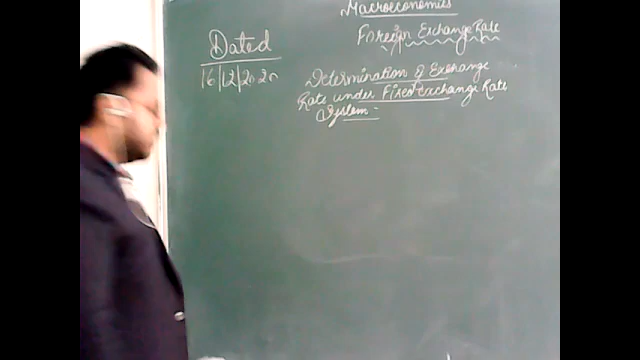 Macroeconomics
Foreign Exchange Rate
Dated
16/12/2020
Determination of Exchange
Rate under Fixed Exchange Rate
System -